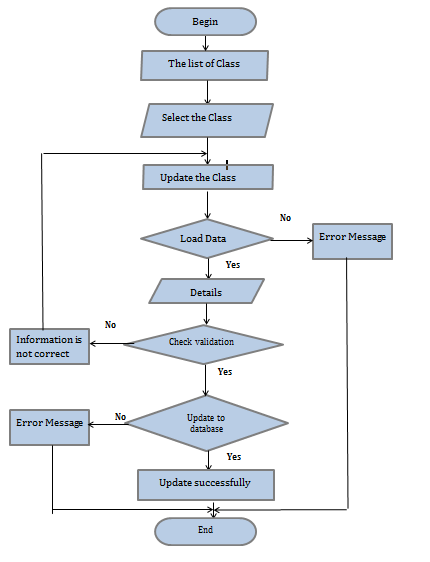 Begin
The list of Class
Select the Class
Update the Class
No
Load Data
Error Message
Yes
Details
No
Information is
not correct
Check validation
Yes
Error Message
No
Update to
database
Yes
Update successfully
End